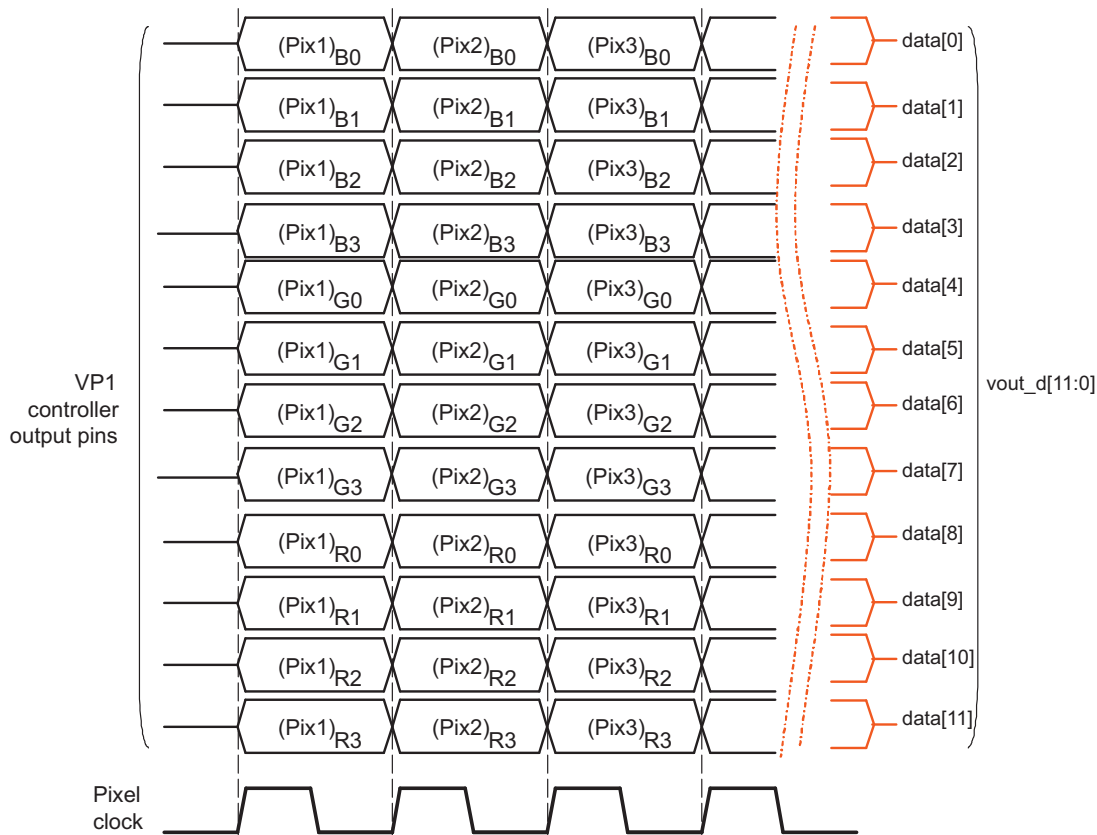 (Pix1)B0 (Pix2)B0 (Pix3)B0 data[0]
(Pix1)B1 (Pix2)B1 (Pix3)B1 data[1]
(Pix1)B2 (Pix2)B2 (Pix3)B2 data[2]
(Pix1)B3 (Pix2)B3 (Pix3)B3 data[3]
(Pix1)G0 (Pix2)G0 (Pix3)G0 data[4]
(Pix1)G1 (Pix2)G1 (Pix3)G1 data[5]
VP1
controller
output pins
vout_d[11:0]
(Pix1)G2 (Pix2)G2 (Pix3)G2 data[6]
(Pix1)G3 (Pix2)G3 (Pix3)G3 data[7]
(Pix1)R0 (Pix2)R0 (Pix3)R0 data[8]
(Pix1)R1 (Pix2)R1 (Pix3)R1 data[9]
(Pix1)R2 (Pix2)R2 (Pix3)R2 data[10]
(Pix1)R3 (Pix2)R3 (Pix3)R3 data[11]
Pixel
clock